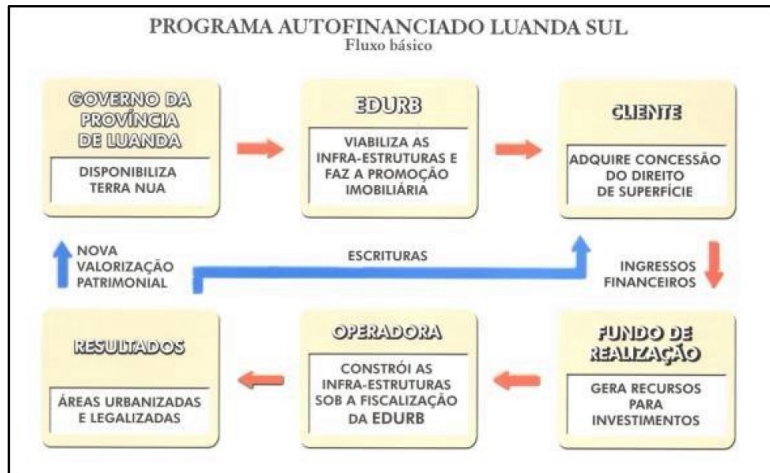 PROGRAMA AUTOFINANCIADO LUANDA SUL
Fluxo básico
GOVERNO DA
PROVÍNCIA
DE LUANDA
DISPONIBILIZA
TERRA NUA
EDURB
VIABILIZA AS
INFRA-ESTRUTURAS E
FAZ A PROMOÇÃO
IMOBILIÁRIA
CLIENTE
ADQUIRE CONCESSÃO
DO DIREITO
DE SUPERFÍCIE
NOVA
VALORIZAÇÃO
PATRIMONIAL
ESCRITURAS
INGRESSOS
FINANCEIROS
RESULTADOS
ÁREAS URBANIZADAS
E LEGALIZADAS
OPERADORA
CONSTRÓI AS
INFRA-ESTRUTURAS
SOB A FISCALIZAÇÃO
DA EDURB
FUNDO DE
REALIZAÇÃO
GERA RECURSOS
PARA
INVESTIMENTOS